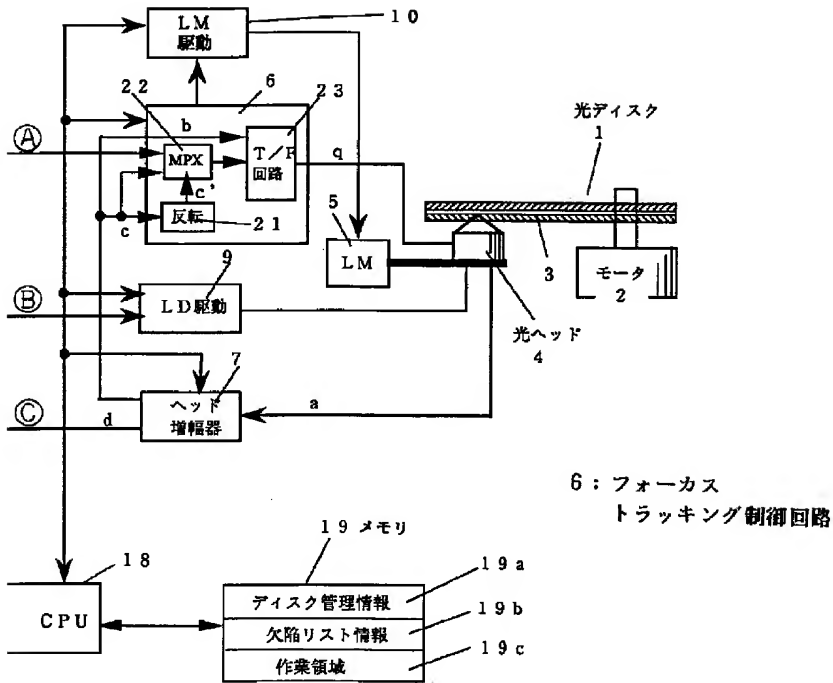 LM
駆動
10
22
6
23
b
Ⓐ
MPX
T/F
回路
q
c'
c
反転
21
光ディスク
1
5
LM
3
モータ
2
9
Ⓑ
LD駆動
光ヘッド
4
7
Ⓒ
d
ヘッド
増幅器
a
6:フォーカス
トラッキング制御回路
18
CPU
19 メモリ
ディスク管理情報
19a
欠陥リスト情報
19b
作業領域
19c